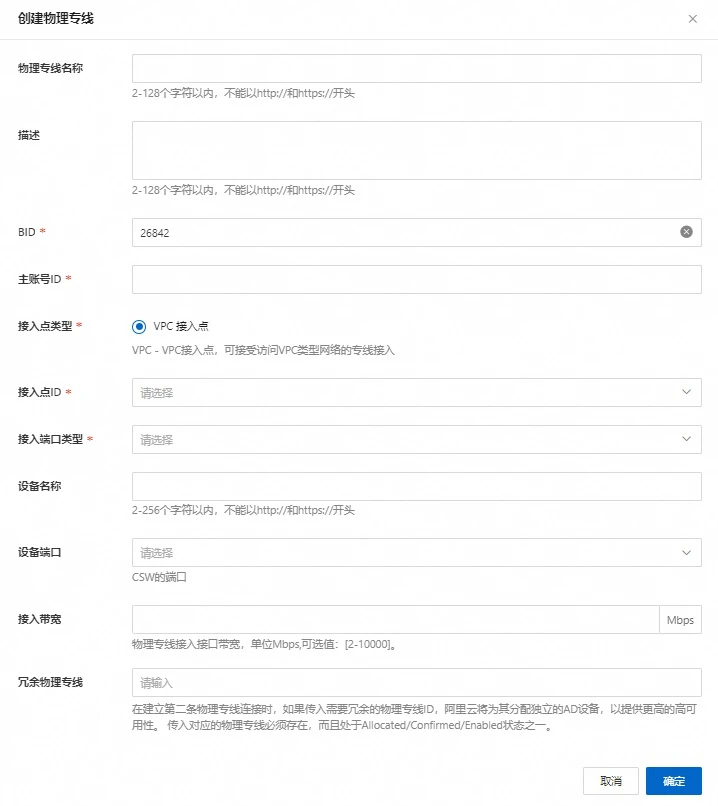 创建物理专线
物理专线名称
2-128个字符以内，不能以http://和https://开头
描述
2-128个字符以内，不能以http://和https://开头
BID *
26842
主账号ID *
接入点类型 *
VPC 接入点
VPC - VPC接入点，可接受访问VPC类型网络的专线接入
接入点ID *
请选择
接入端口类型 *
请选择
设备名称
2-256个字符以内，不能以http://和https://开头
设备端口
请选择
CSW的端口
接入带宽
Mbps
物理专线接入接口带宽，单位Mbps,可选值：[2-10000]。
冗余物理专线
请输入
在建立第二条物理专线连接时，如果传入需要冗余的物理专线ID，阿里云将为其分配独立的AD设备，以提供更高的高可
用性。 传入对应的物理专线必须存在，而且处于Allocated/Confirmed/Enabled状态之一。
取消
确定